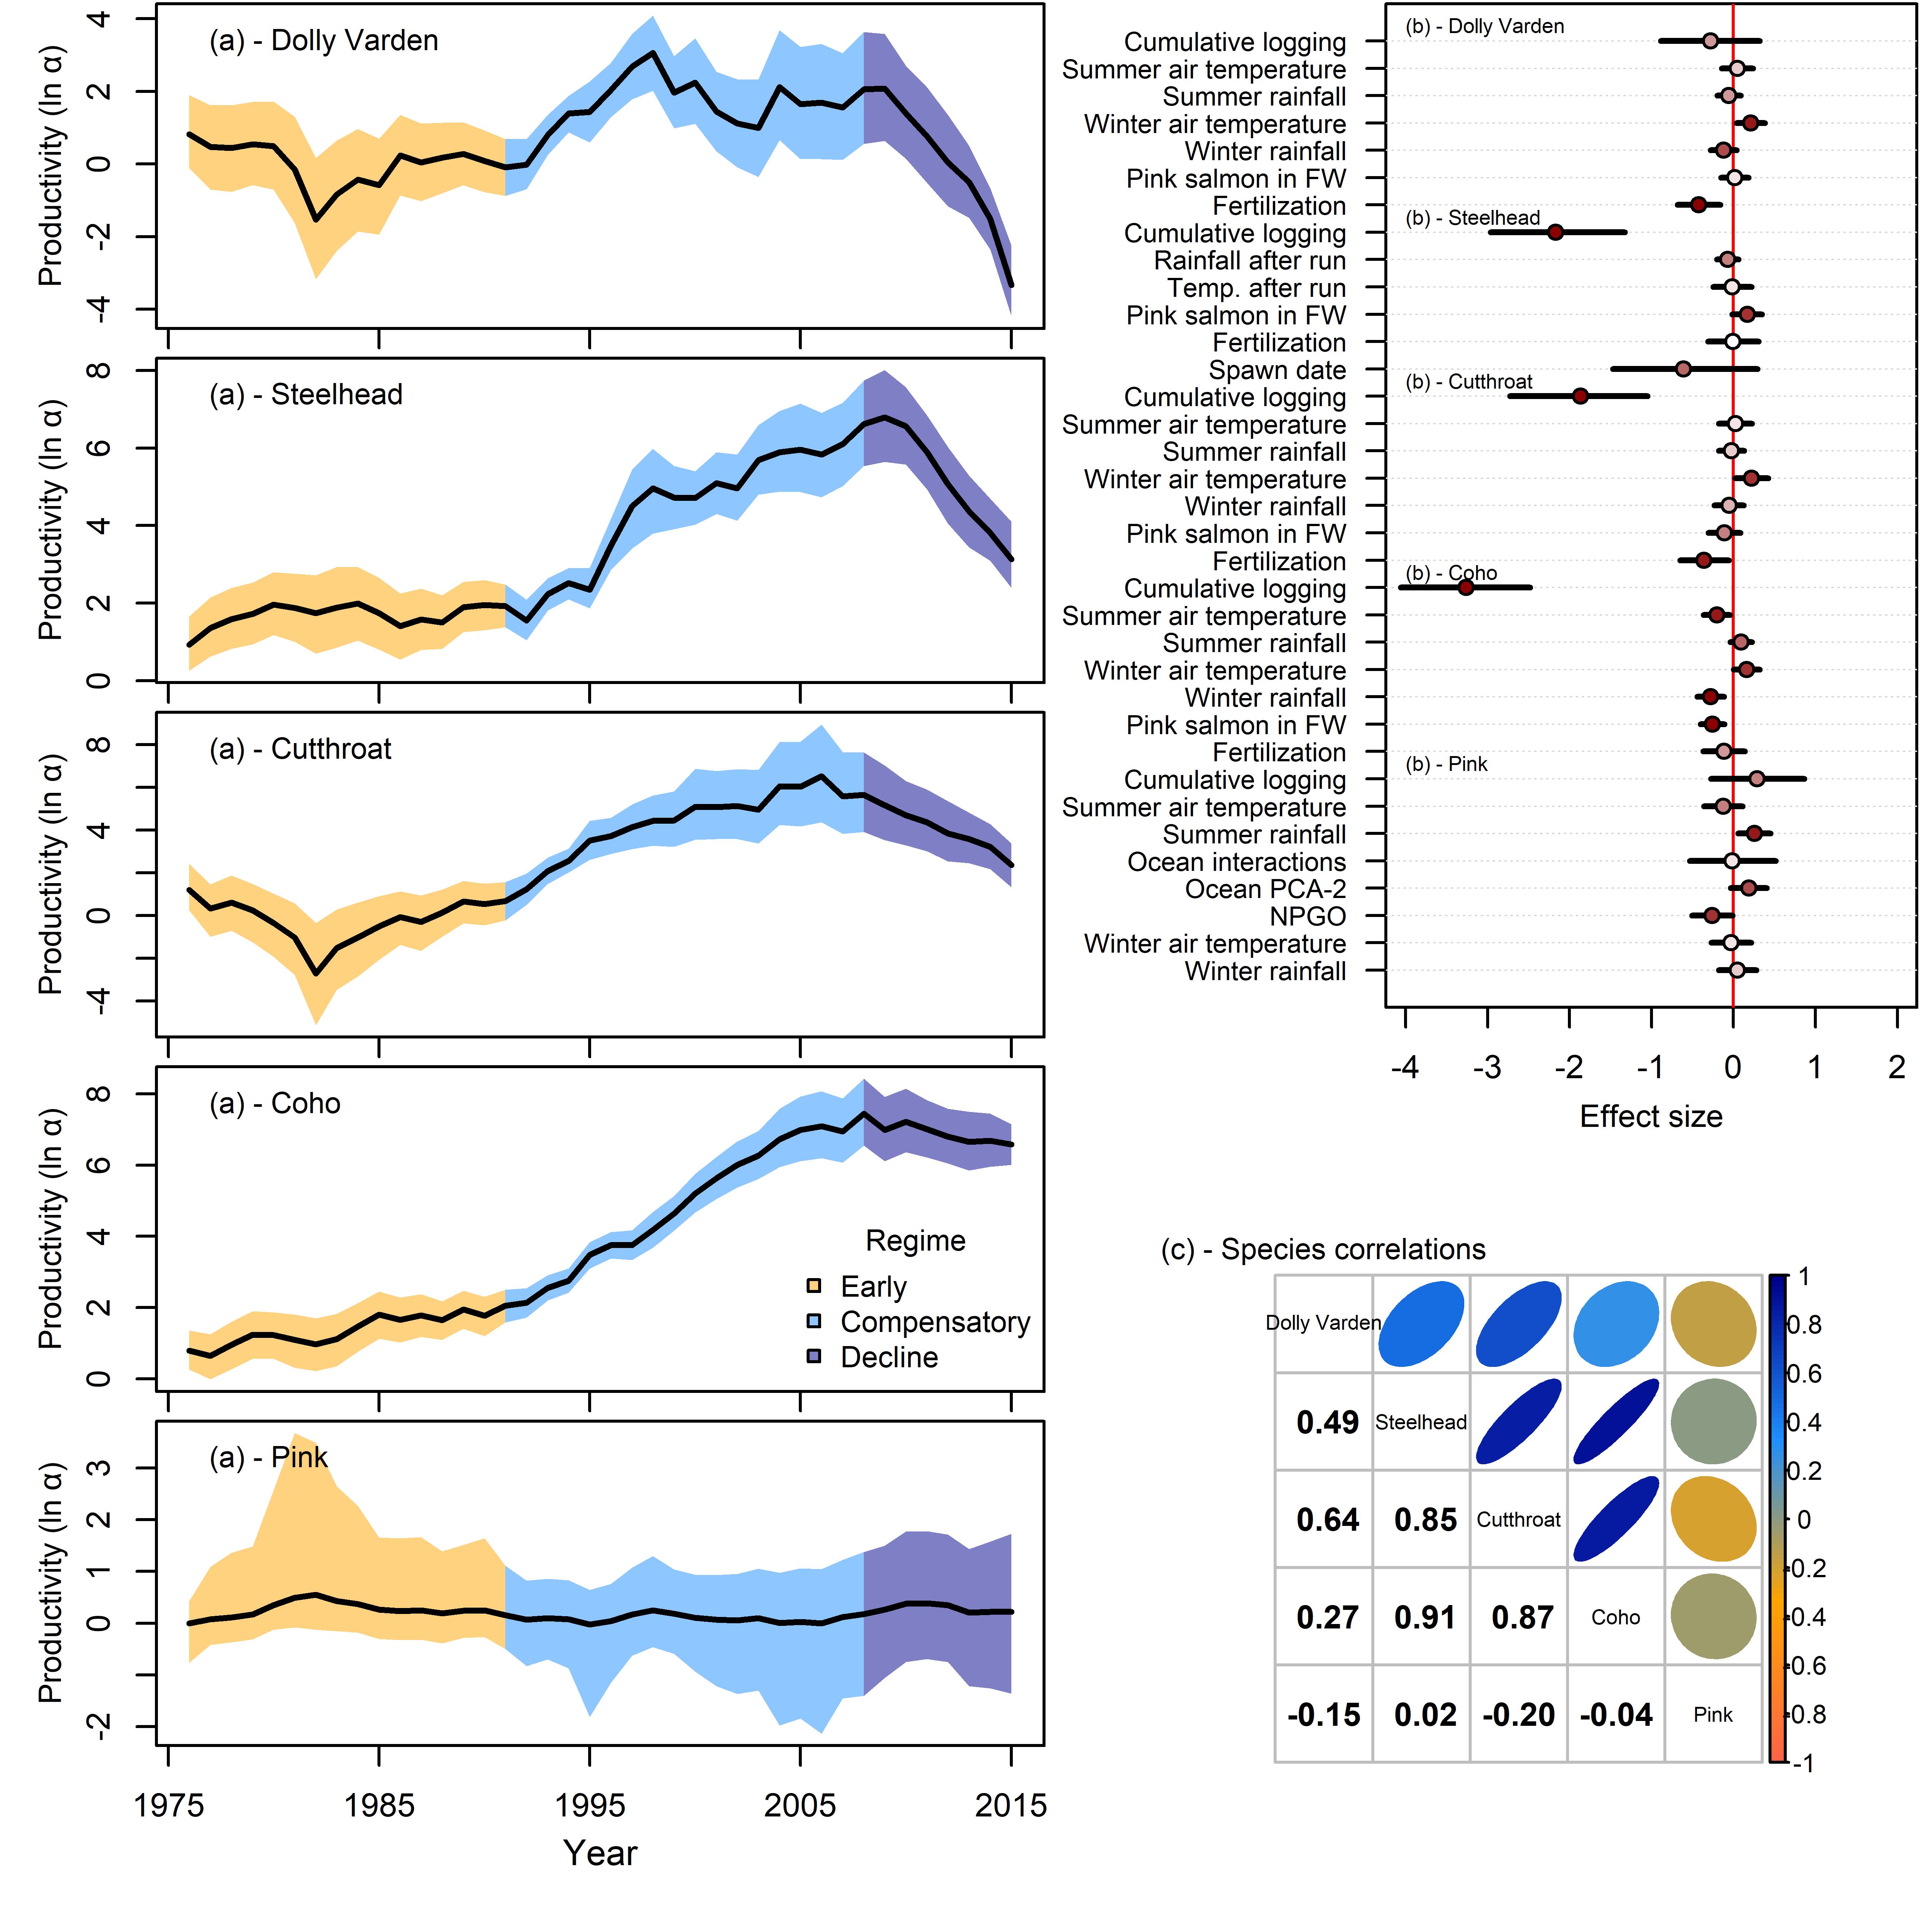 (a) - Dolly Varden
Productivity (ln α)
4
2
0
-2
-4
(a) - Steelhead
Productivity (ln α)
8
6
4
2
0
(a) - Cutthroat
Productivity (ln α)
8
4
0
-4
(a) - Coho
Productivity (ln α)
8
6
4
2
0
Regime
Early
Compensatory
Decline
(a) - Pink
Productivity (ln α)
3
2
1
0
-2
1975 1985 1995 2005 2015
Year
(b) - Dolly Varden
Cumulative logging
Summer air temperature
Summer rainfall
Winter air temperature
Winter rainfall
Pink salmon in FW
Fertilization
(b) - Steelhead
Cumulative logging
Rainfall after run
Temp. after run
Pink salmon in FW
Fertilization
Spawn date
(b) - Cutthroat
Cumulative logging
Summer air temperature
Summer rainfall
Winter air temperature
Winter rainfall
Pink salmon in FW
Fertilization
(b) - Coho
Cumulative logging
Summer air temperature
Summer rainfall
Winter air temperature
Winter rainfall
Pink salmon in FW
Fertilization
(b) - Pink
Cumulative logging
Summer air temperature
Summer rainfall
Ocean interactions
Ocean PCA-2
NPGO
Winter air temperature
Winter rainfall
-4 -3 -2 -1 0 1 2
Effect size
(c) - Species correlations
Dolly Varden
0.49 Steelhead
0.64 0.85 Cutthroat
0.27 0.91 0.87 Coho
-0.15 0.02 -0.20 -0.04 Pink
1
0.8
0.6
0.4
0.2
0
-0.2
-0.4
-0.6
-0.8
-1